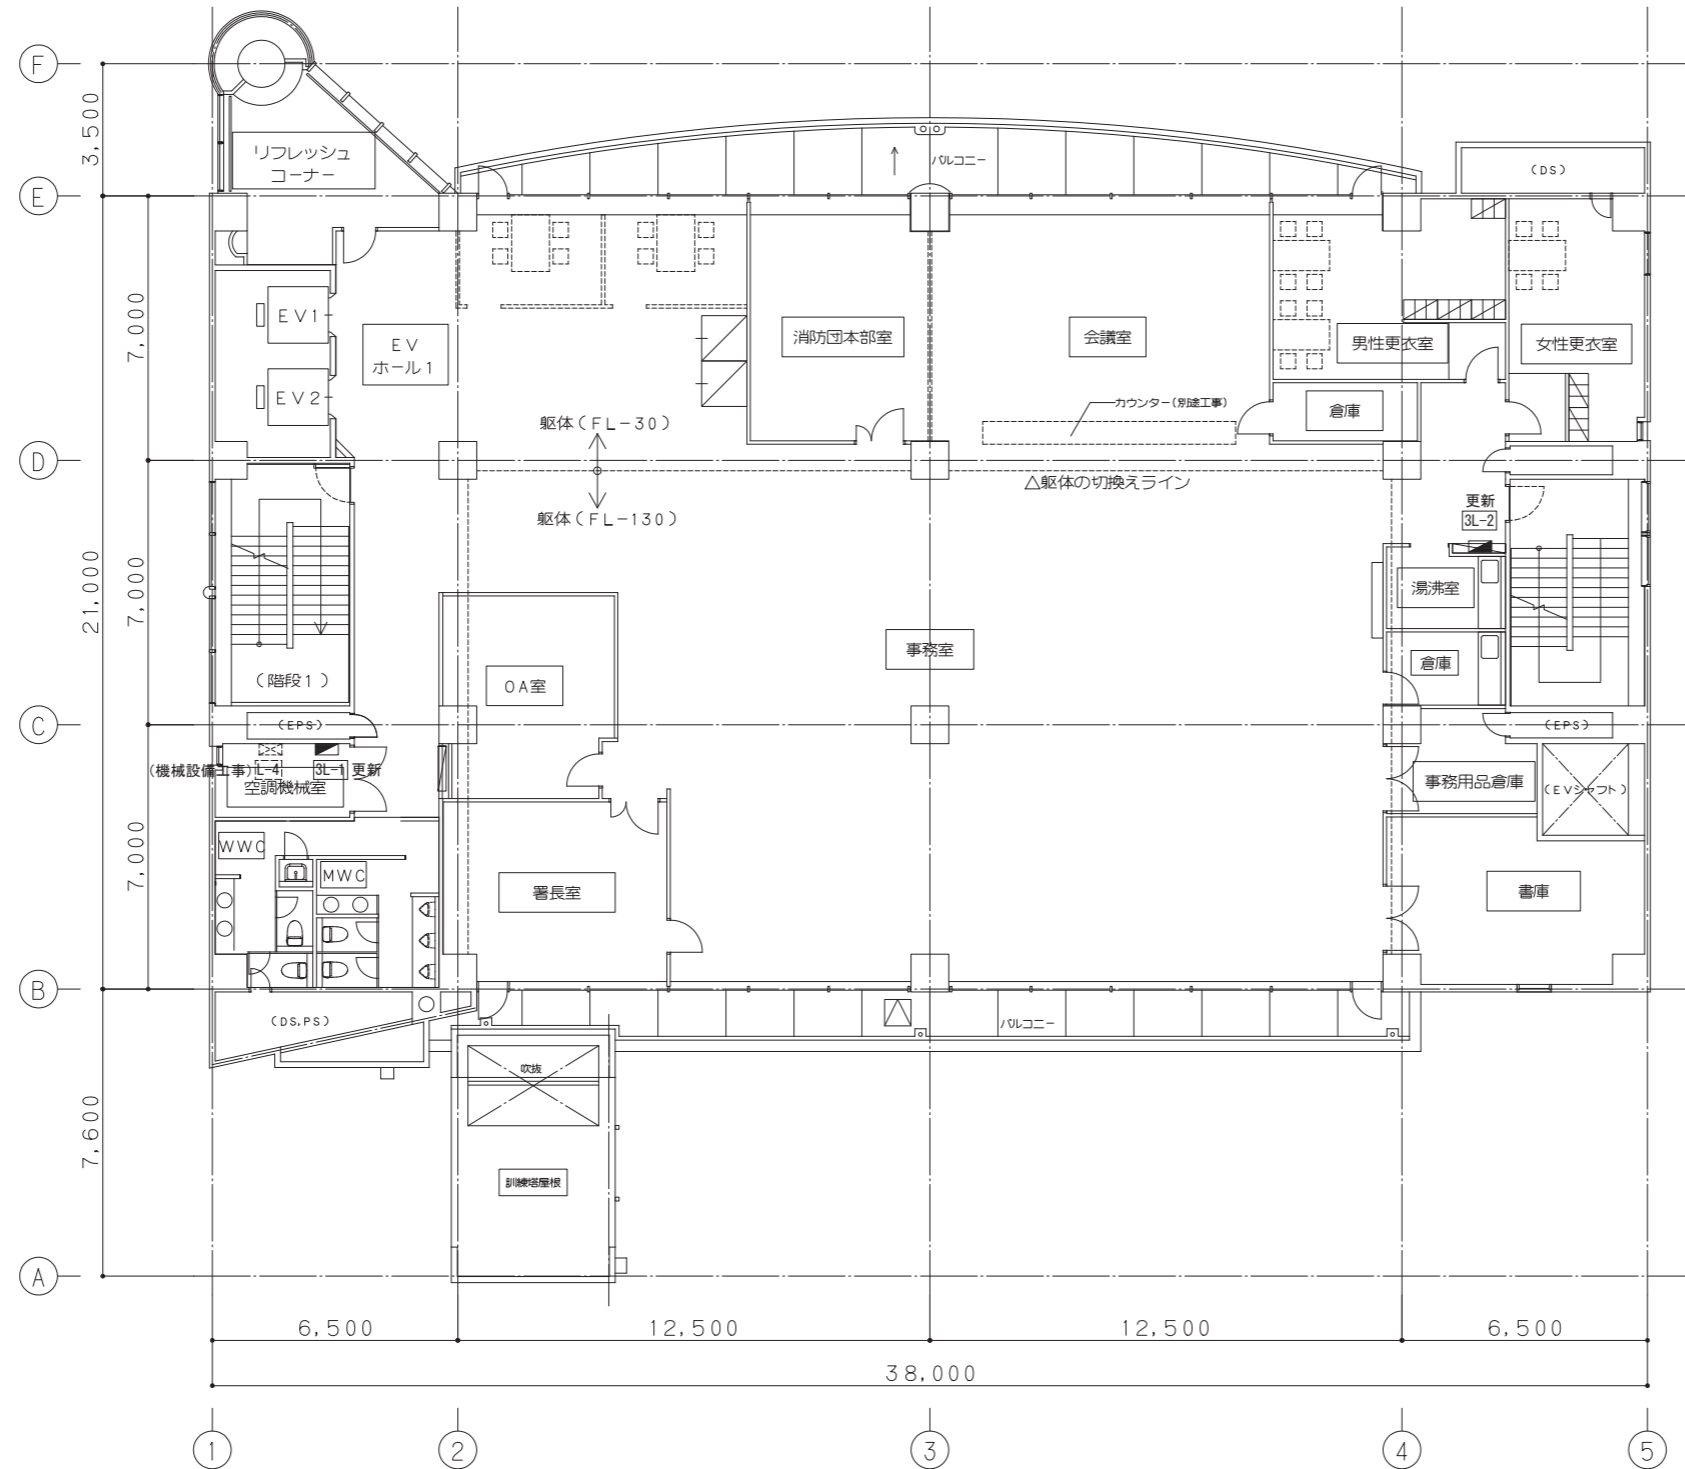 F
3,500
リフレッシュ
コーナー
バルコニー
(DS)
E
7,000
EV1
EV2
EV
ホール1
消防団本部室
会議室
男性更衣室
女性更衣室
カウンター(別途工事)
倉庫
躯体(FL-30)
D
△躯体の切換えライン
躯体(FL-130)
更新
3L-2
21,000
7,000
湯沸室
事務室
倉庫
OA室
(階段1)
C
(EPS)
(EPS)
(機械設備工事)
L-4
3L-1
更新
空調機械室
事務用品倉庫
(EVシャフト)
7,000
WWC
MWC
署長室
書庫
B
(DS,PS)
バルコニー
吹抜
7,600
訓練塔屋根
A
6,500
12,500
12,500
6,500
38,000
1
2
3
4
5